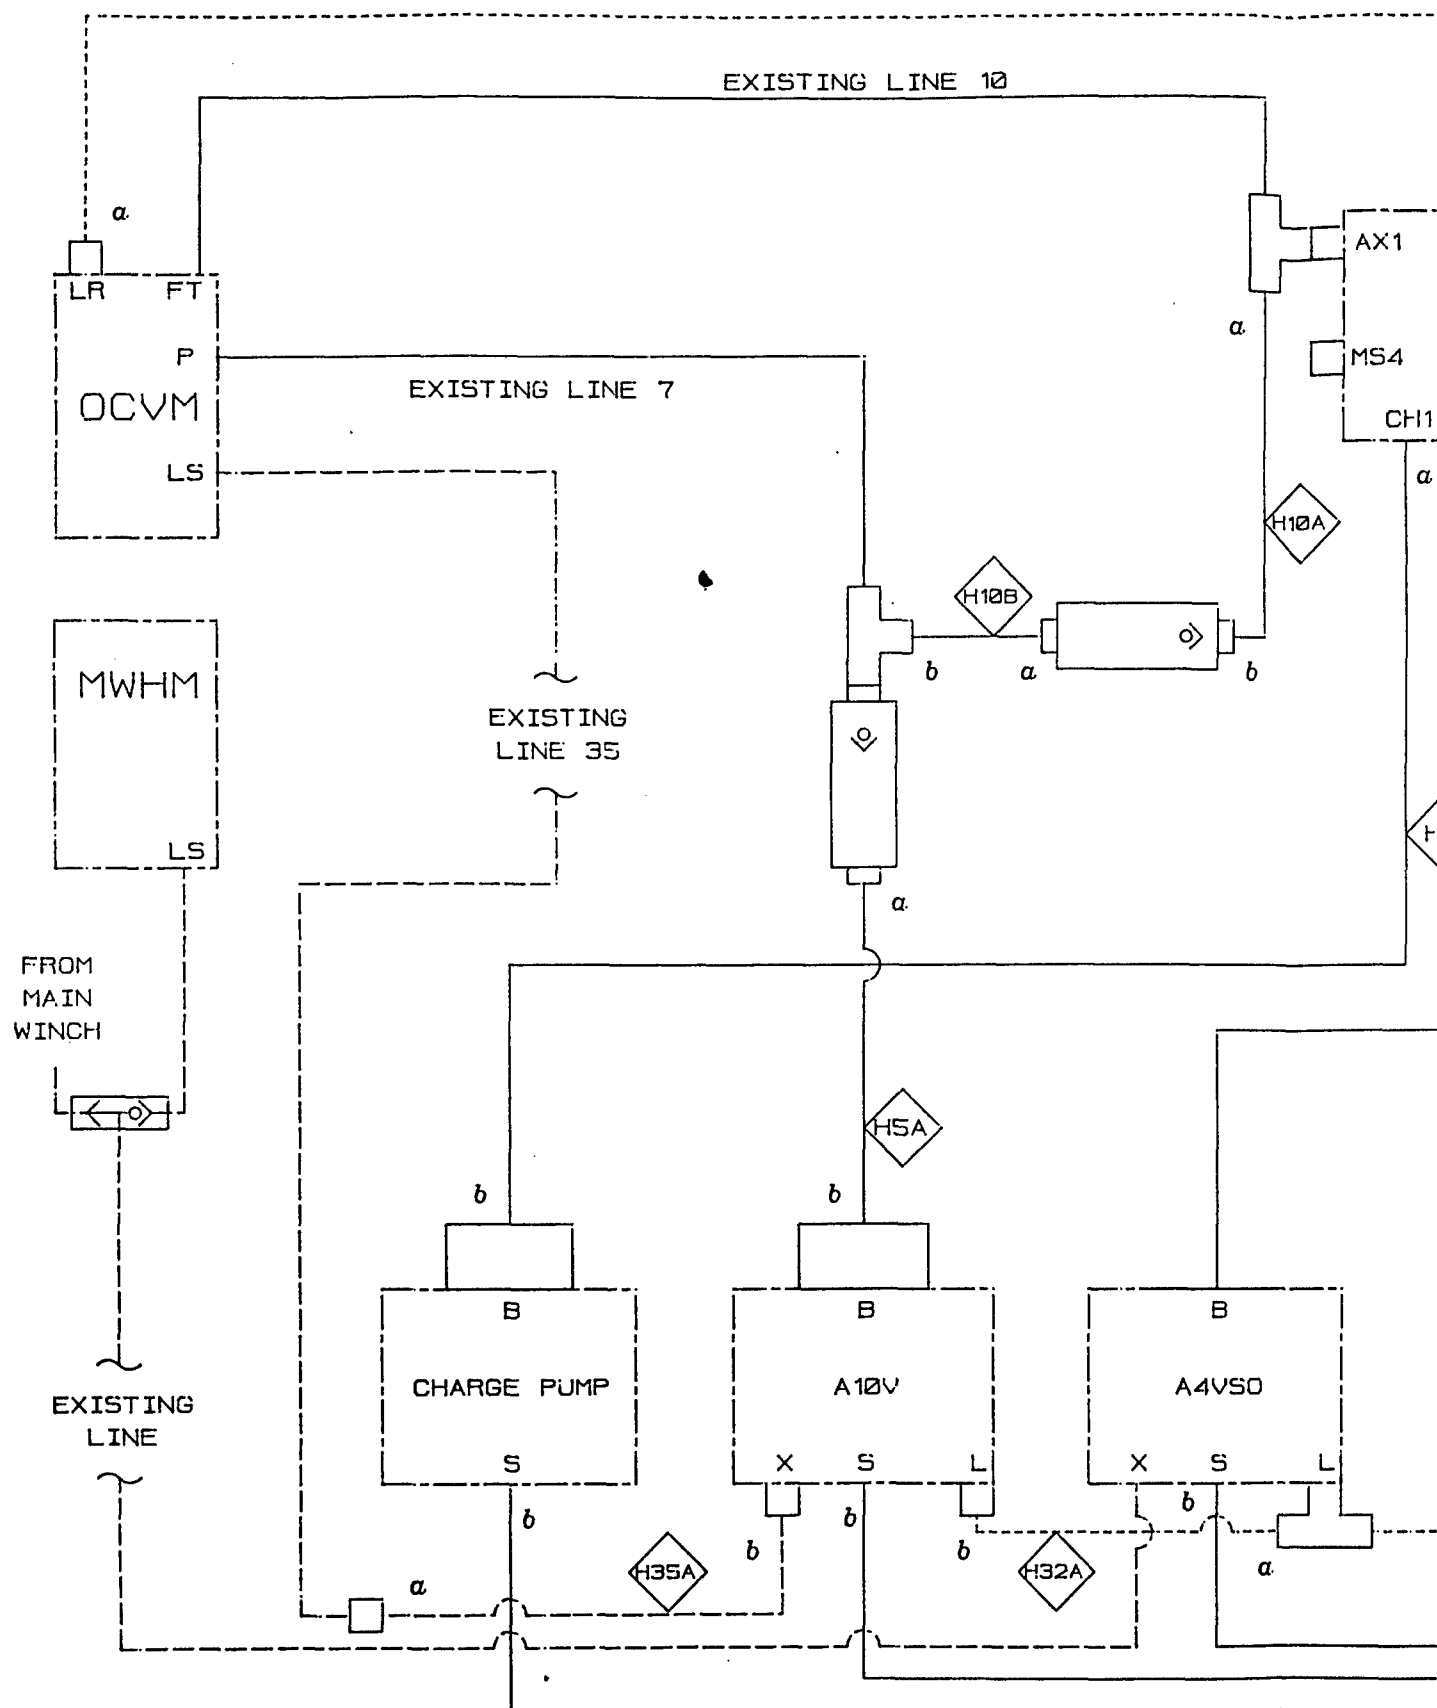 EXISTING LINE 10
a
LR FT
AX1
a
P
MS4
EXISTING LINE 7
OCVM
CH1
LS
a
H10A
H10B
MWHM
b a b
EXISTING
LINE 35
LS
a
FROM
MAIN
WINCH
H5A
b b
B B B
CHARGE PUMP A10V A4VSO
EXISTING
LINE
S X S L X S L
b b b
b b a
H35A H32A
a